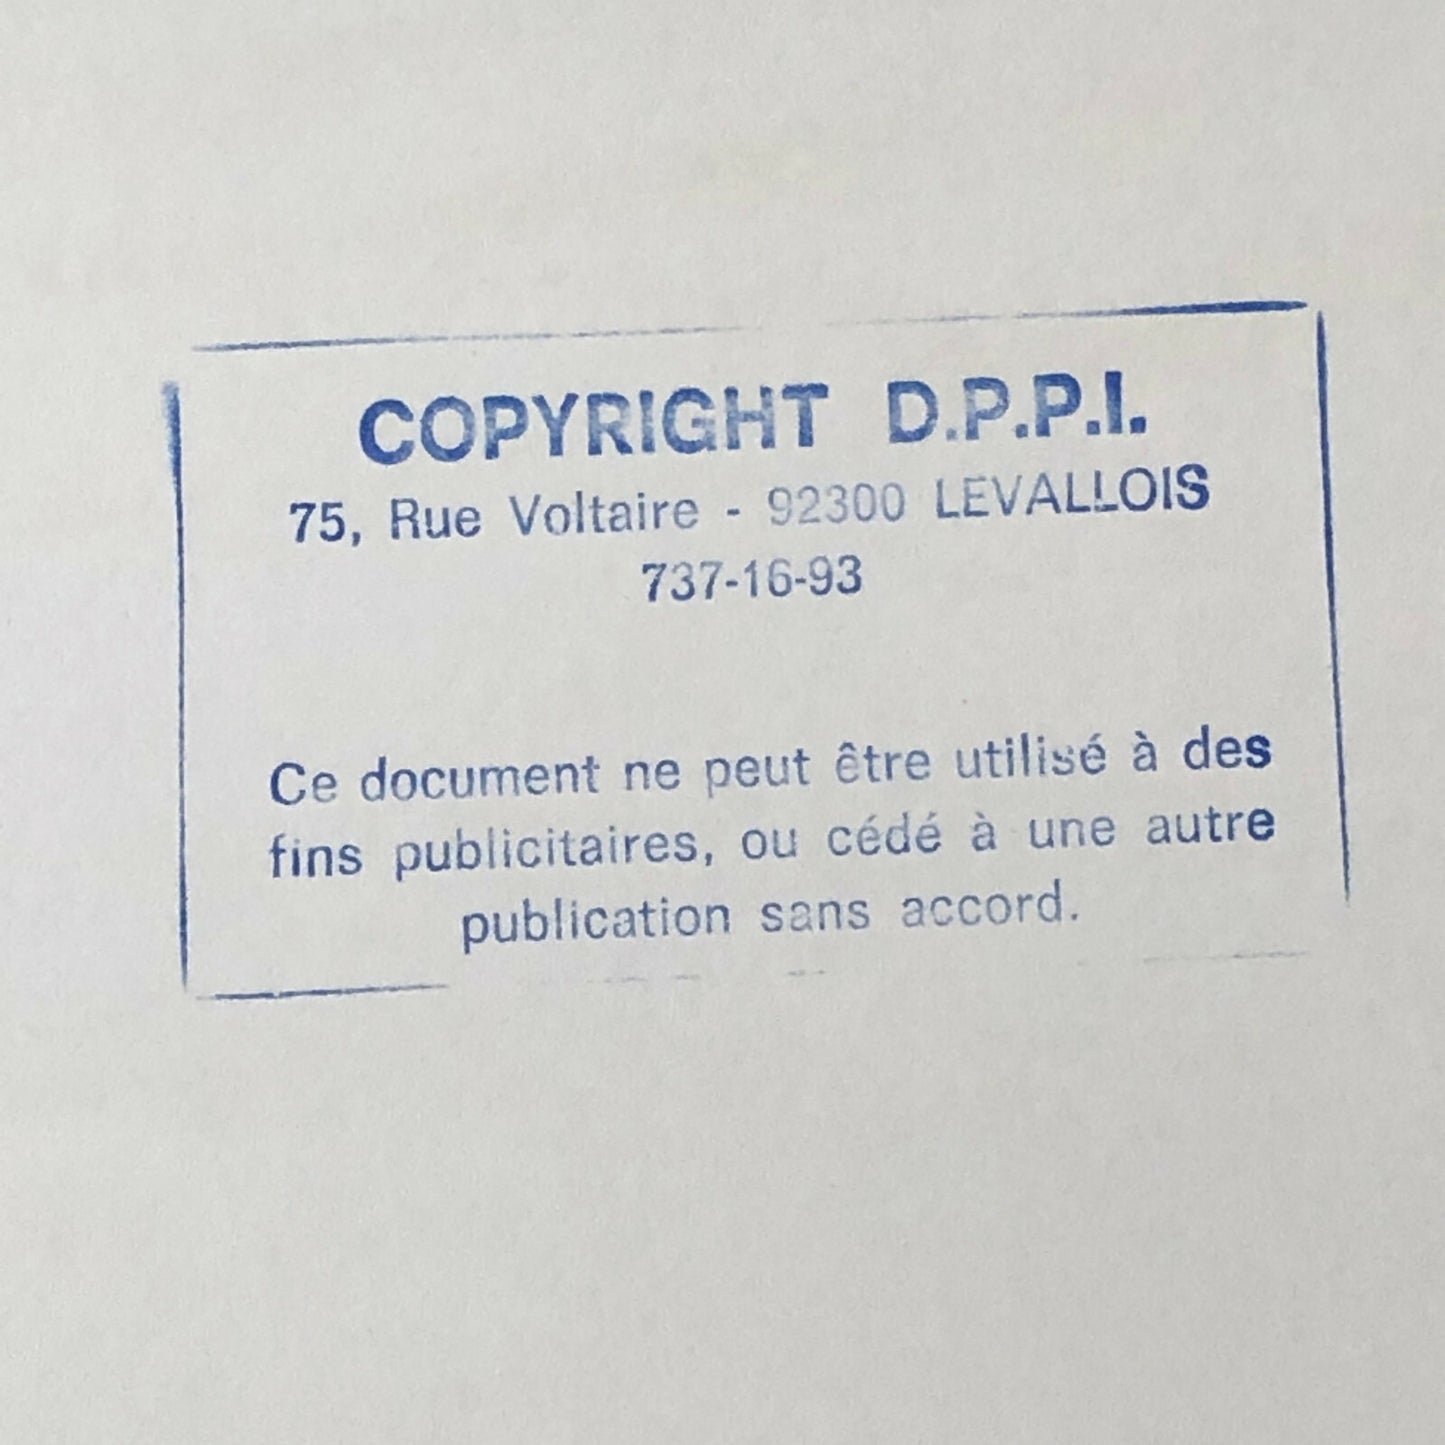 COPYRIGHT D.P.P.I.
75, Rue Voltaire - 92300 LEVALLOIS
737-16-93
Ce document ne peut être utilisé à des
fins publicitaires, ou cédé à une autre
publication sans accord.